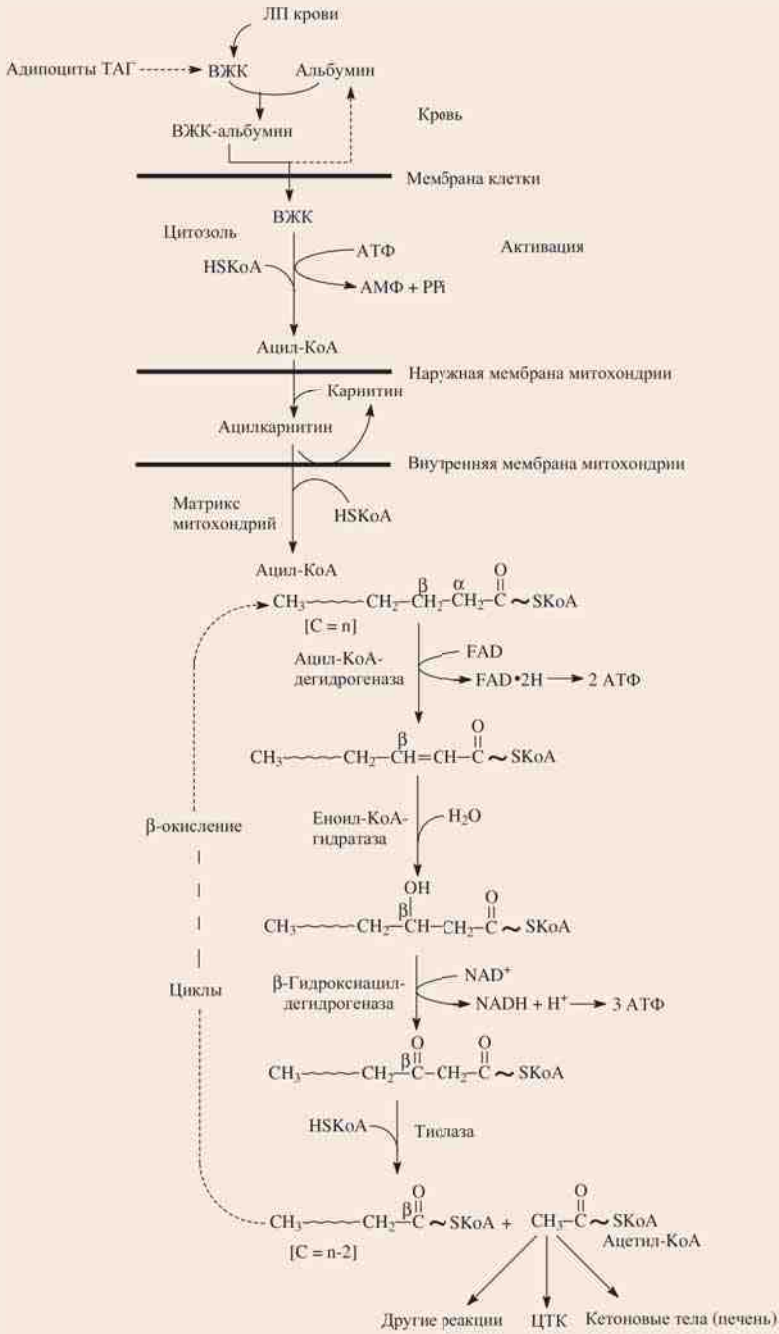 ЛП крови
Адипоциты ТАГ
ВЖК
Альбумин
Кровь
ВЖК-альбумин
Мембрана клетки
ВЖК
Цитозоль
АТФ
Активация
HSKoA
АМФ + PPi
Ацил-КоА
Наружная мембрана митохондрии
Карнитин
Ацилкарнитин
Внутренняя мембрана митохондрии
Матрикс
митохондрий
HSKoA
Ацил-КоА
β α O
CH₃ CH₂-CH₂-CH₂-C~SKoA
[C = n]
Ацил-КоА-
дегидрогеназа
FAD
FAD•2H 2 АТФ
β O
CH₃ CH₂-CH=CH-C~SKoA
β-окисление
Еноил-КоА-
гидратаза
H₂O
OH
β O
CH₃ CH₂-CH-CH₂-C~SKoA
Циклы
β-Гидроксиацил-
дегидрогеназа
NAD⁺
NADH + H⁺ 3 АТФ
β O O
CH₃ CH₂-C-CH₂-C~SKoA
HSKoA
Тислаза
β O O
CH₃ CH₂-C~SKoA + CH₃-C~SKoA
Ацетил-КоА
[C = n-2]
Другие реакции
ЦТК
Кетоновые тела (печень)